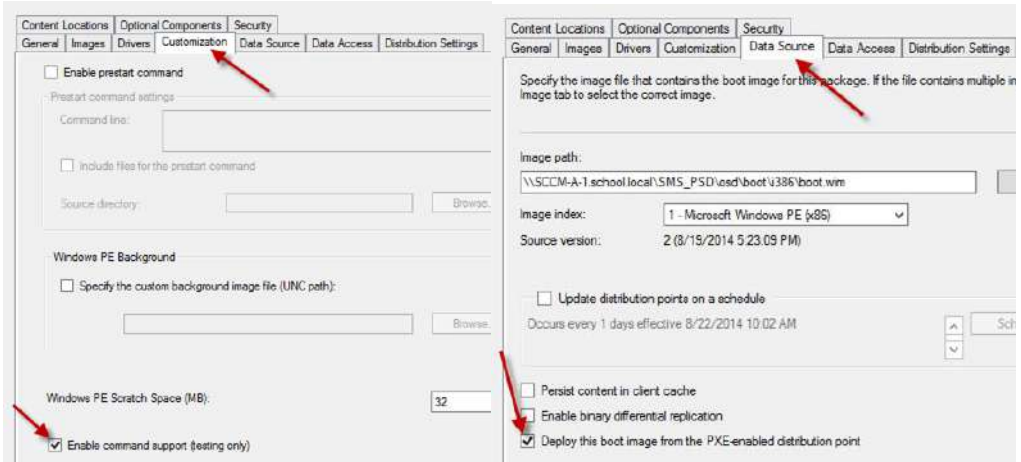 Content Locations Optional Components Security
General Images Drivers Customization Data Source Data Access Distribution Settings
Enable prestart command
Prestart command settings
Command line:
Include files for the prestart command
Source directory:
Browse.
Windows PE Background
Specify the custom background image file (UNC path):
Browse.
Windows PE Scratch Space (MB):
32
Enable command support (testing only)
Content Locations Optional Components Security
General Images Drivers Customization Data Source Data Access Distribution Settings
Specify the image file that contains the boot image for this package. If the file contains multiple in
Image tab to select the correct image.
Image path:
\\SCCM-A-1.school.local\SMS_PSD\osd\boot\i386\boot.wim
Image index:
1 - Microsoft Windows PE (x86)
Source version:
2 (8/19/2014 5:23:09 PM)
Update distribution points on a schedule
Occurs every 1 days effective 8/22/2014 10:02 AM
Sch
Persist content in client cache
Enable binary differential replication
Deploy this boot image from the PXE-enabled distribution point